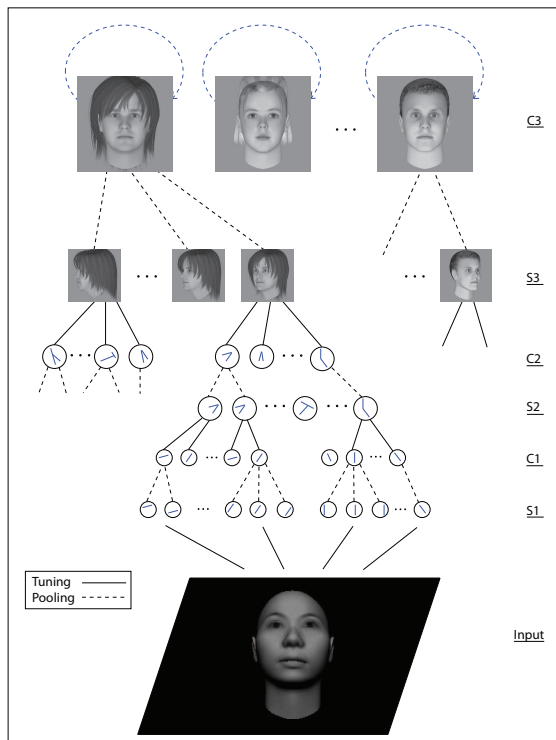 C3
S3
C2
S2
C1
S1
Tuning
Pooling
Input